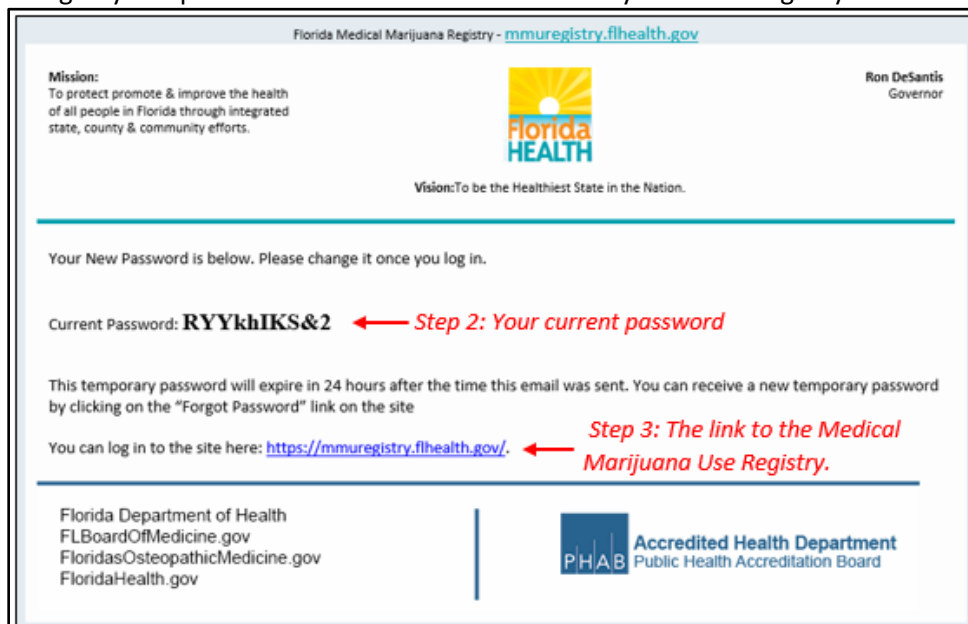 Florida Medical Marijuana Registry - mmuregistry.flhealth.gov
Mission:
To protect promote & improve the health
of all people in Florida through integrated
state, county & community efforts.
Florida
HEALTH
Ron DeSantis
Governor
Vision:To be the Healthiest State in the Nation.
Your New Password is below. Please change it once you log in.
Current Password: RYYkhIKS&2
Step 2: Your current password
This temporary password will expire in 24 hours after the time this email was sent. You can receive a new temporary password
by clicking on the “Forgot Password” link on the site
You can log in to the site here: https://mmuregistry.flhealth.gov/.
Step 3: The link to the Medical
Marijuana Use Registry.
Florida Department of Health
FLBoardOfMedicine.gov
FloridasOsteopathicMedicine.gov
FloridaHealth.gov
PHAB
Accredited Health Department
Public Health Accreditation Board